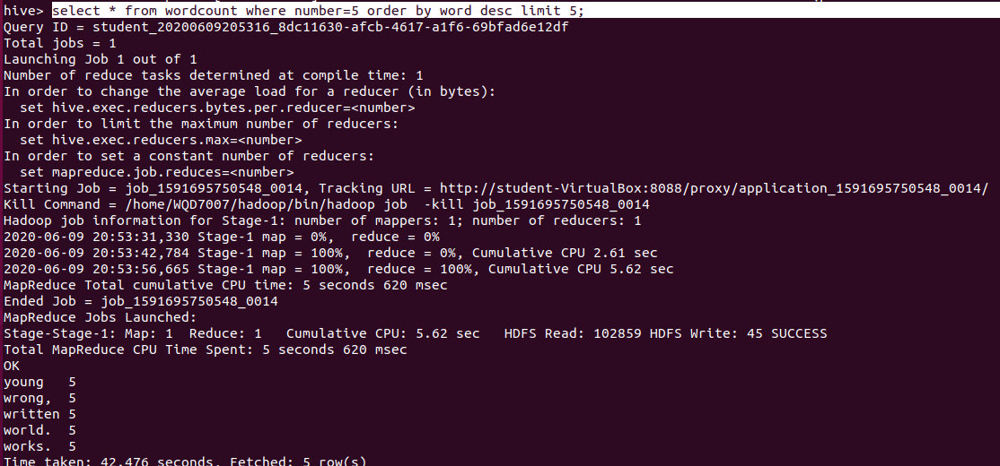 hive> select * from wordcount where number=5 order by word desc limit 5;
Query ID = student_20200609205316_8dc11630-afcb-4617-a1f6-69bfad6e12df
Total jobs = 1
Launching Job 1 out of 1
Number of reduce tasks determined at compile time: 1
In order to change the average load for a reducer (in bytes):
  set hive.exec.reducers.bytes.per.reducer=<number>
In order to limit the maximum number of reducers:
  set hive.exec.reducers.max=<number>
In order to set a constant number of reducers:
  set mapreduce.job.reduces=<number>
Starting Job = job_1591695750548_0014, Tracking URL = http://student-VirtualBox:8088/proxy/application_1591695750548_0014/
Kill Command = /home/WQD7007/hadoop/bin/hadoop job  -kill job_1591695750548_0014
Hadoop job information for Stage-1: number of mappers: 1; number of reducers: 1
2020-06-09 20:53:31,330 Stage-1 map = 0%,  reduce = 0%
2020-06-09 20:53:42,784 Stage-1 map = 100%,  reduce = 0%, Cumulative CPU 2.61 sec
2020-06-09 20:53:56,665 Stage-1 map = 100%,  reduce = 100%, Cumulative CPU 5.62 sec
MapReduce Total cumulative CPU time: 5 seconds 620 msec
Ended Job = job_1591695750548_0014
MapReduce Jobs Launched:
Stage-Stage-1: Map: 1  Reduce: 1   Cumulative CPU: 5.62 sec   HDFS Read: 102859 HDFS Write: 45 SUCCESS
Total MapReduce CPU Time Spent: 5 seconds 620 msec
OK
young	5
wrong,	5
written	5
world.	5
works.	5
Time taken: 42.476 seconds, Fetched: 5 row(s)